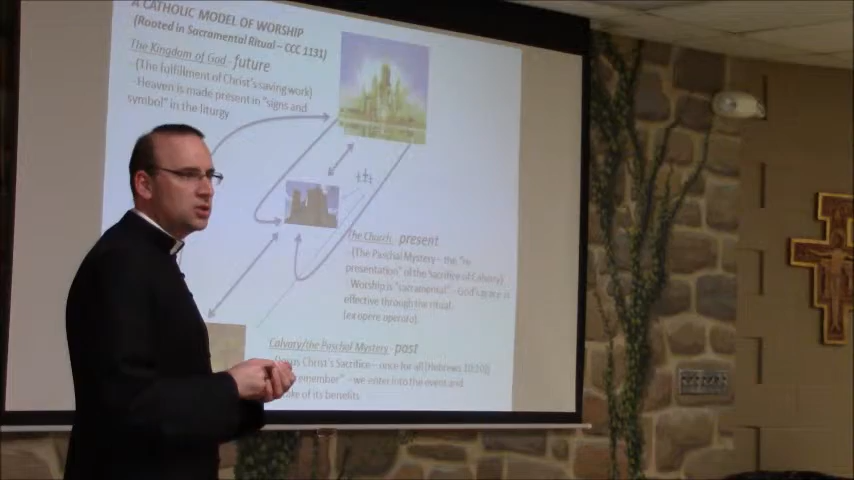 A CATHOLIC MODEL OF WORSHIP
(Rooted in Sacramental Ritual – CCC 1131)
The Kingdom of God - future
- (The fulfillment of Christ's saving work)
- Heaven is made present in "signs and
symbol" in the liturgy
The Church - present
- (The Paschal Mystery – the "re
presentation" of the Sacrifice of Calvary)
Worship is "sacramental" – God's grace is
effective through the ritual.
(ex opere operato).
Calvary/the Paschal Mystery - past
Jesus Christ's Sacrifice – once for all (Hebrews 10:10)
remember" – we enter into the event and
of its benefits